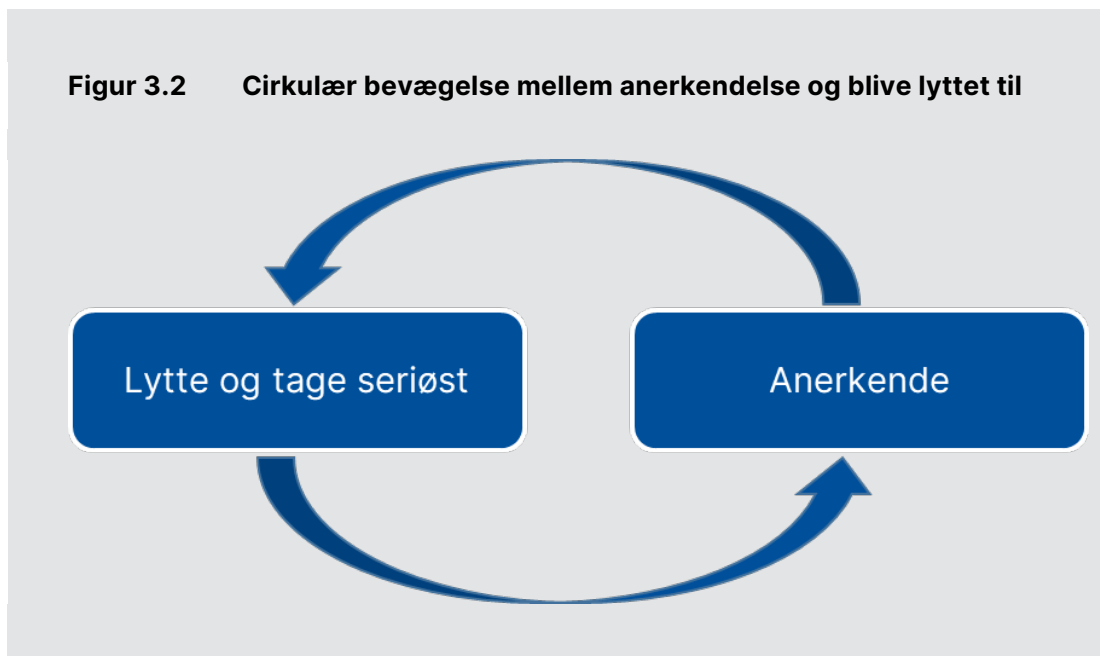 Figur 3.2 Cirkulær bevægelse mellem anerkendelse og blive lyttet til
Lytte og tage seriøst
Anerkende